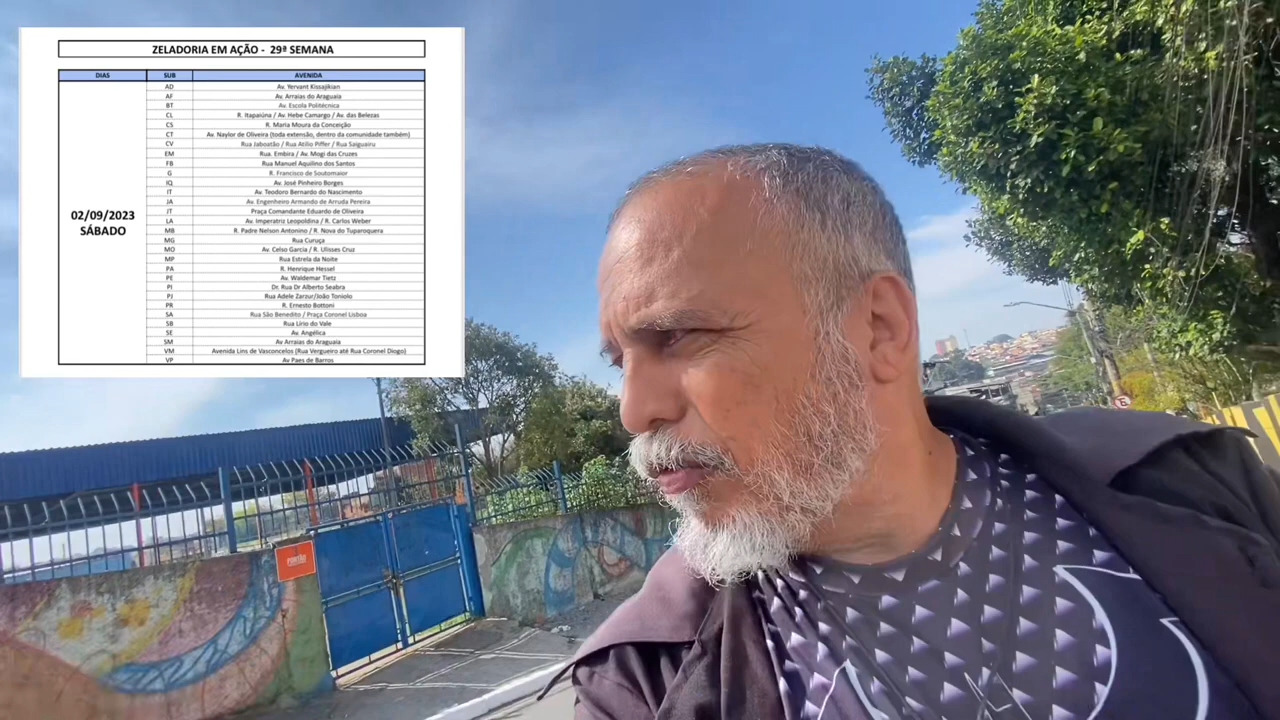 ZELADORIA EM AÇÃO - 29ª SEMANA
DIAS SUB AVENIDA
02/09/2023
SÁBADO
AD Av. Yervant Kissajikian
AF Av. Arraias do Araguaia
BT Av. Escola Politécnica
CL R. Itapaiúna / Av. Hebe Camargo / Av. das Belezas
CS R. Maria Moura da Conceição
CT Av. Naylor de Oliveira (toda extensão, dentro da comunidade também)
CV Rua Jaboatão / Rua Atílio Piffer / Rua Saiguairu
EM Rua. Embira / Av. Mogi das Cruzes
FB Rua Manuel Aquilino dos Santos
G R. Francisco de Soutomaior
IQ Av. José Pinheiro Borges
IT Av. Teodoro Bernardo do Nascimento
JA Av. Engenheiro Armando de Arruda Pereira
JT Praça Comandante Eduardo de Oliveira
LA Av. Imperatriz Leopoldina / R. Carlos Weber
MB R. Padre Nelson Antonino / R. Nova do Tuparoquera
MG Rua Curuça
MO Av. Celso Garcia / R. Ulisses Cruz
MP Rua Estrela da Noite
PA R. Henrique Hessel
PE Av. Waldemar Tietz
PI Dr. Rua Dr Alberto Seabra
PJ Rua Adele Zarzur/João Toniolo
PR R. Ernesto Bottoni
SA Rua São Benedito / Praça Coronel Lisboa
SB Rua Lírio do Vale
SE Av. Angélica
SM Av Arraias do Araguaia
VM Avenida Lins de Vasconcelos (Rua Vergueiro até Rua Coronel Diogo)
VP Av Paes de Barros
PORTÃO
E